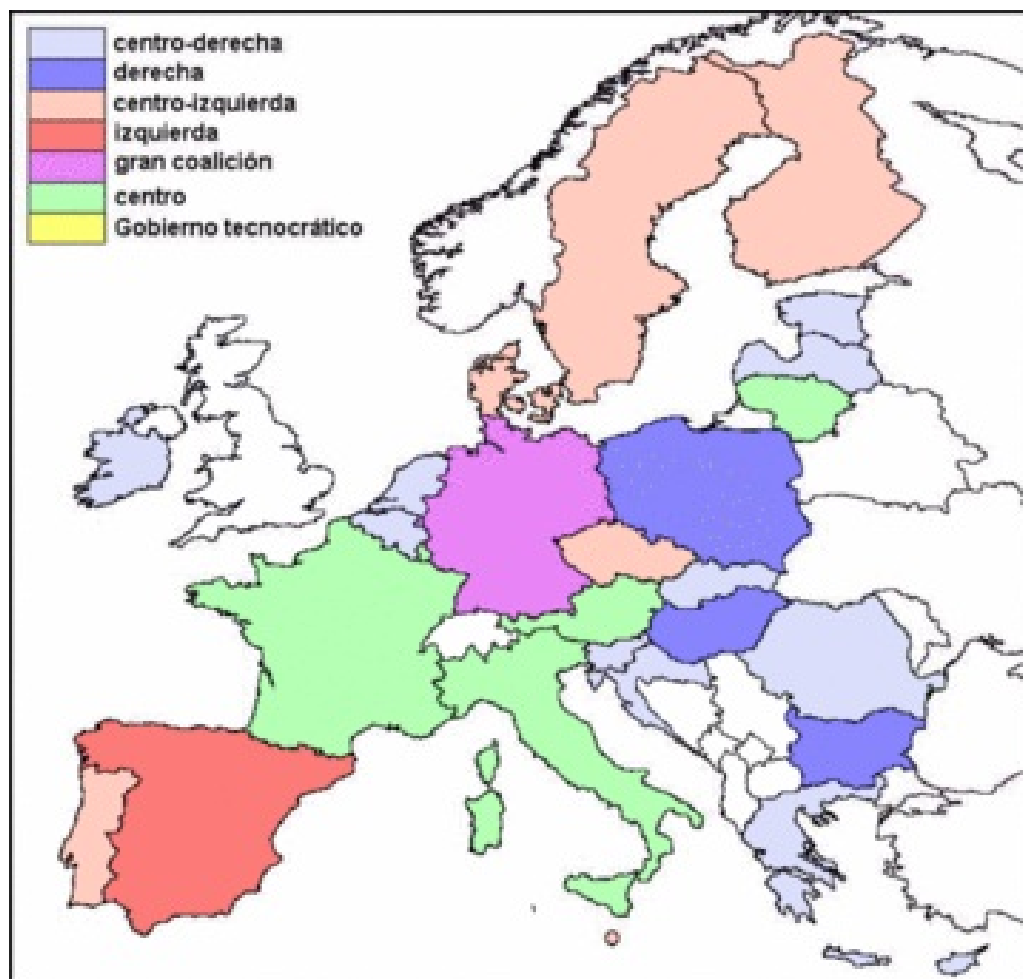 centro-derecha
derecha
centro-izquierda
izquierda
gran coalición
centro
Gobierno tecnocrático